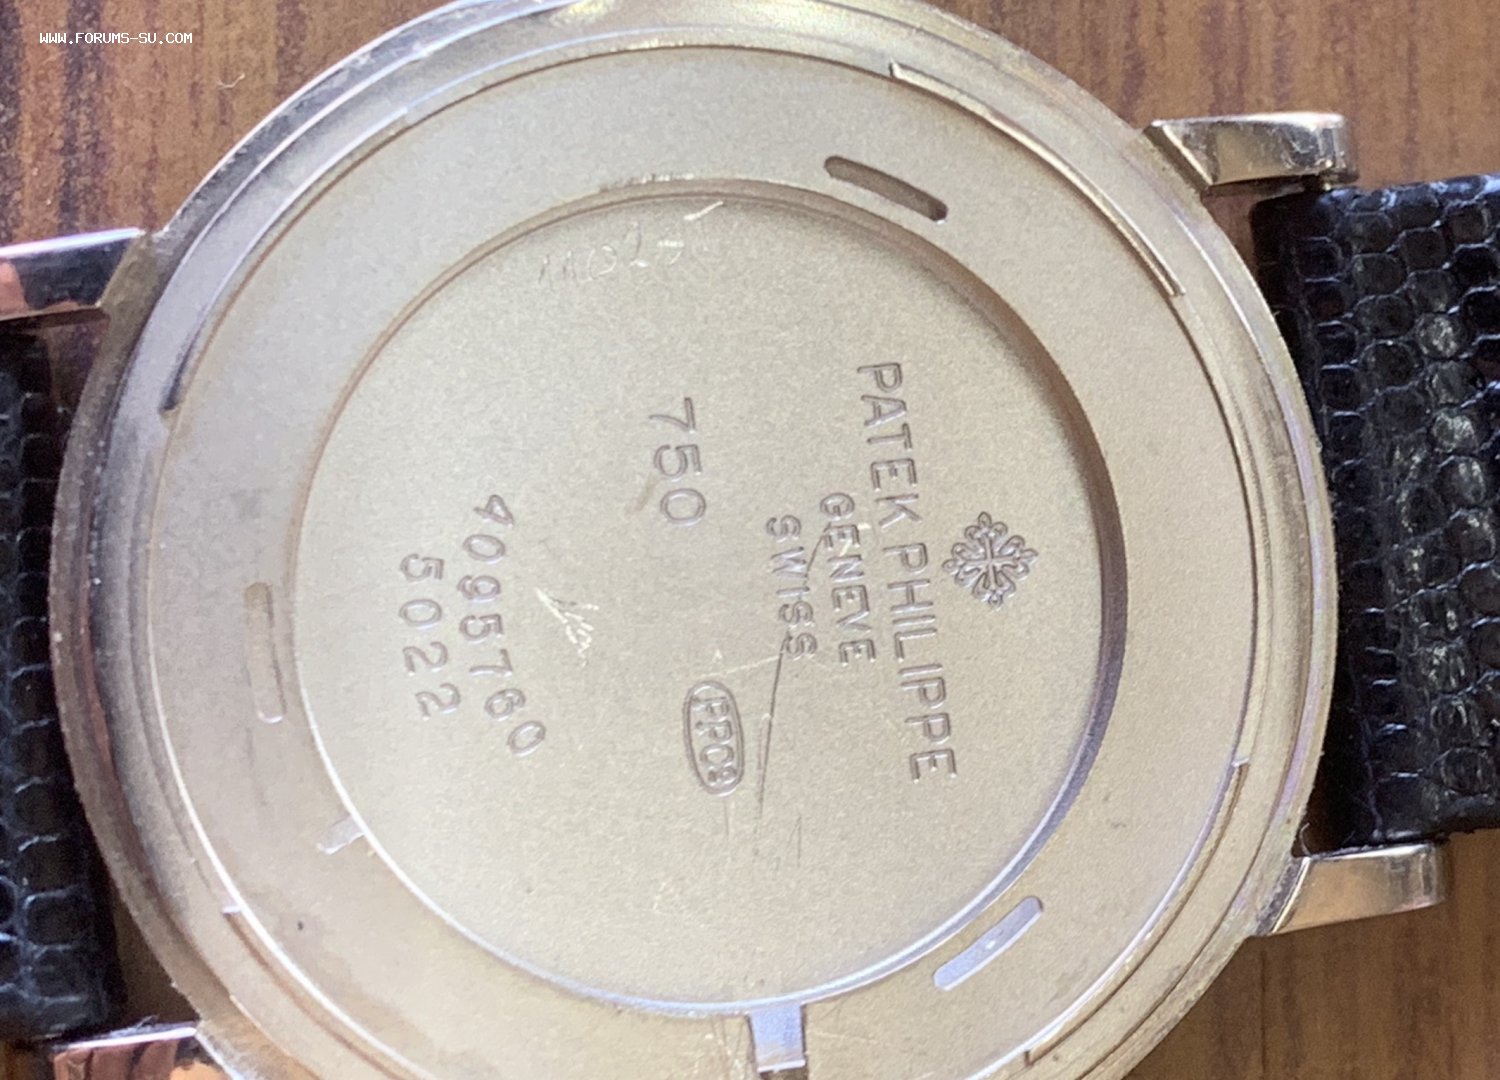 WWW.FORUMS-SU.COM
PATEK PHILIPPE
GENEVE
SWISS
750
4095760
5022